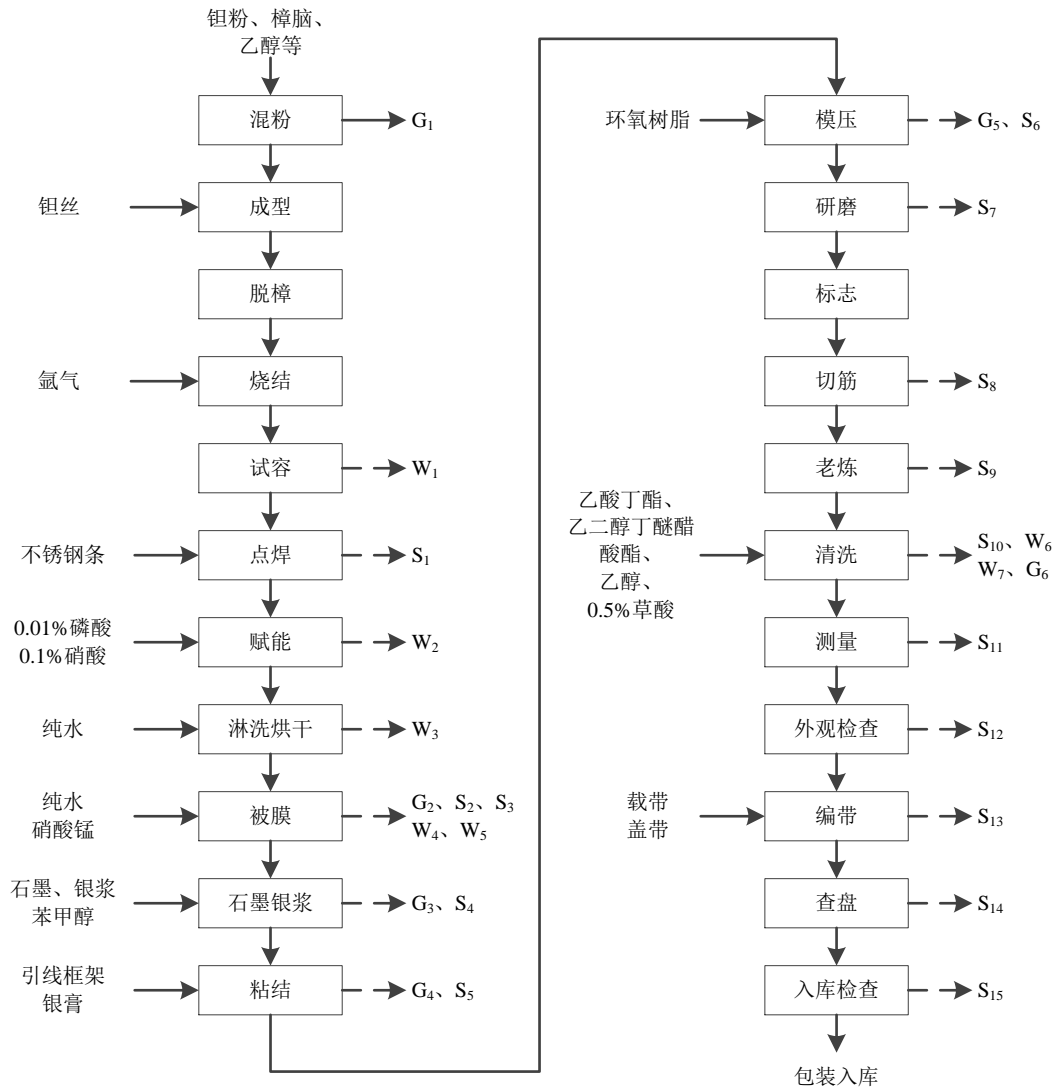 钽粉、樟脑、
乙醇等
混粉
G₁
钽丝
成型
脱樟
氩气
烧结
试容
W₁
不锈钢条
点焊
S₁
0.01%磷酸
0.1%硝酸
赋能
W₂
纯水
淋洗烘干
W₃
纯水
硝酸锰
被膜
G₂、S₂、S₃
W₄、W₅
石墨、银浆
苯甲醇
石墨银浆
G₃、S₄
引线框架
银膏
粘结
G₄、S₅
环氧树脂
模压
G₅、S₆
研磨
S₇
标志
切筋
S₈
老炼
S₉
乙酸丁酯、
乙二醇丁醚醋
酸酯、
乙醇、
0.5%草酸
清洗
S₁₀、W₆
W₇、G₆
测量
S₁₁
外观检查
S₁₂
载带
盖带
编带
S₁₃
查盘
S₁₄
入库检查
S₁₅
包装入库